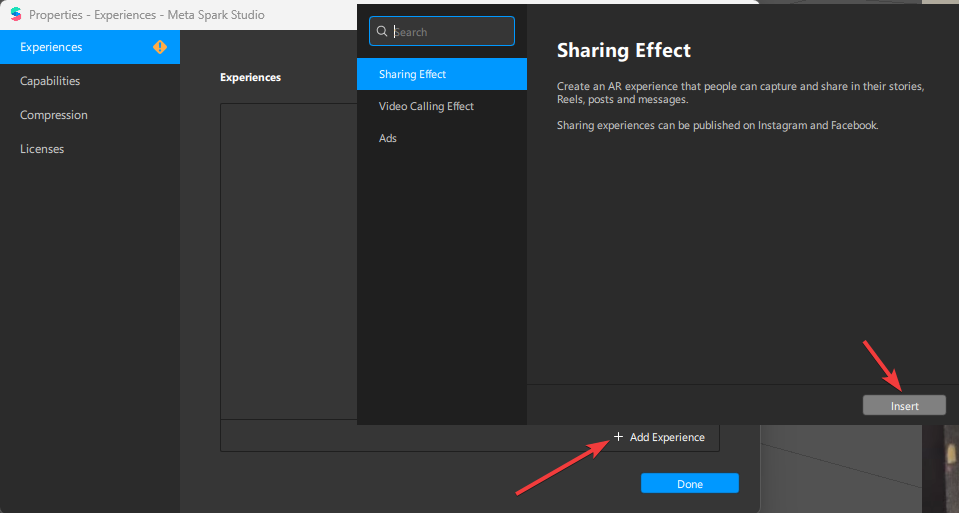 Properties - Experiences - Meta Spark Studio
Experiences
Capabilities
Compression
Licenses
Experiences
Search
Sharing Effect
Video Calling Effect
Ads
Sharing Effect
Create an AR experience that people can capture and share in their stories,
Reels, posts and messages.
Sharing experiences can be published on Instagram and Facebook.
Insert
+ Add Experience
Done